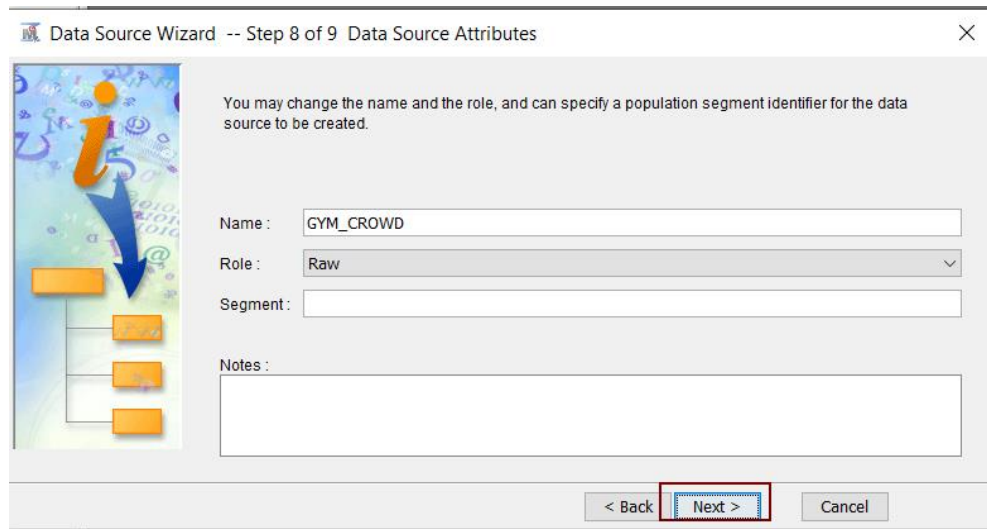 Data Source Wizard -- Step 8 of 9 Data Source Attributes
You may change the name and the role, and can specify a population segment identifier for the data
source to be created.
Name :
GYM_CROWD
Role :
Raw
Segment :
Notes :
< Back
Next >
Cancel